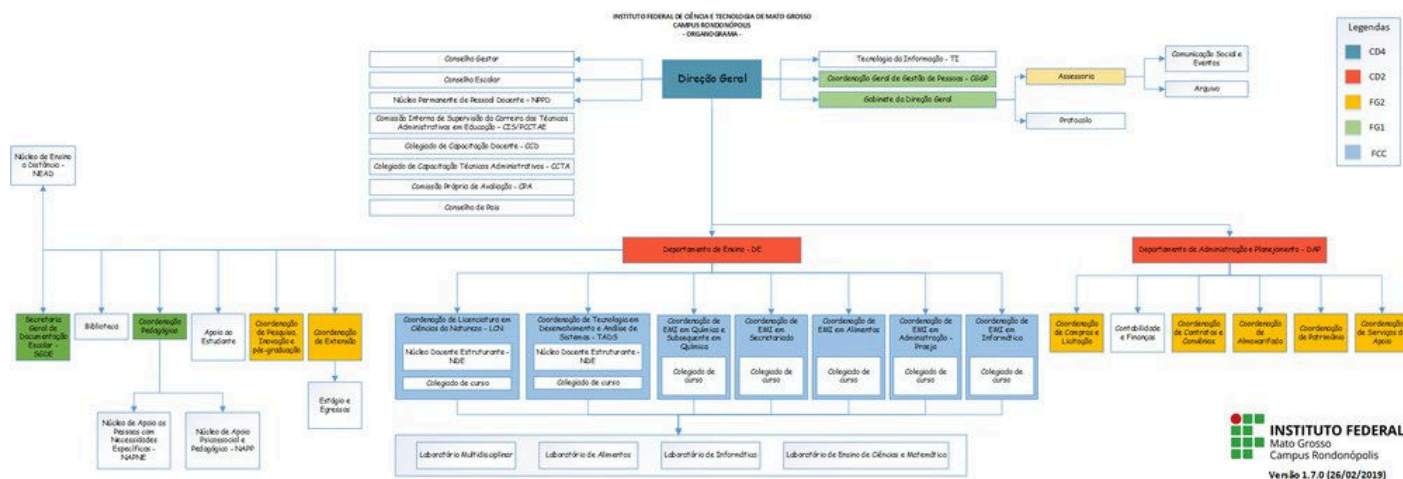 INSTITUTO FEDERAL DE CIÊNCIA E TECNOLOGIA DE MATO GROSSO
CAMPUS RONDONÓPOLIS
- ORGANOGRAMA -
Legendas
CD4
CD2
FG2
FG1
FCC
Direção Geral
Conselho Gestor
Conselho Escolar
Núcleo Permanente de Pessoal Docente - NPPD
Comissão Interna de Supervisão da Carreira dos Técnicos
Administrativos em Educação - CIS/PCCTAE
Colegiado de Capacitação Docente - CCD
Colegiado de Capacitação Técnicos Administrativos - CCTA
Comissão Própria de Avaliação - CPA
Conselho de Pais
Tecnologia da Informação - TI
Coordenação Geral de Gestão de Pessoas - CGGP
Gabinete da Direção Geral
Assessoria
Protocolo
Comunicação Social e
Eventos
Arquivo
Núcleo de Ensino
a Distância -
NEAD
Departamento de Ensino - DE
Departamento de Administração e Planejamento - DAP
Secretaria
Geral de
Documentação
Escolar -
SGDE
Biblioteca
Coordenação
Pedagógica
Apoio ao
Estudante
Coordenação
de Pesquisa,
Inovação e
pós-graduação
Coordenação
de Extensão
Núcleo de Apoio as
Pessoas com
Necessidades
Específicas -
NAPNE
Núcleo de Apoio
Psicossocial e
Pedagógico - NAPP
Estágio e
Egressos
Coordenação de Licenciatura em
Ciências da Natureza - LCN
Núcleo Docente Estruturante -
NDE
Colegiado de curso
Coordenação de Tecnologia em
Desenvolvimento e Análise de
Sistemas - TADS
Núcleo Docente Estruturante -
NDE
Colegiado de curso
Coordenação de
EMI em Química e
Subsequente em
Química
Colegiado de
curso
Coordenação de
EMI em
Secretariado
Colegiado de
curso
Coordenação de
EMI em Alimentos
Colegiado de
curso
Coordenação de
EMI em
Administração -
Proeja
Colegiado de
curso
Coordenação de
EMI em
Informática
Colegiado de
curso
Laboratório Multidisciplinar
Laboratório de Alimentos
Laboratório de Informática
Laboratório de Ensino de Ciências e Matemática
Coordenação
de Compras e
Licitação
Contabilidade
e Finanças
Coordenação
de Contratos e
Convênios
Coordenação
de
Almoxarifado
Coordenação
de Patrimônio
Coordenação
de Serviços de
Apoio
INSTITUTO FEDERAL
Mato Grosso
Campus Rondonópolis
Versão 1.7.0 (26/02/2019)